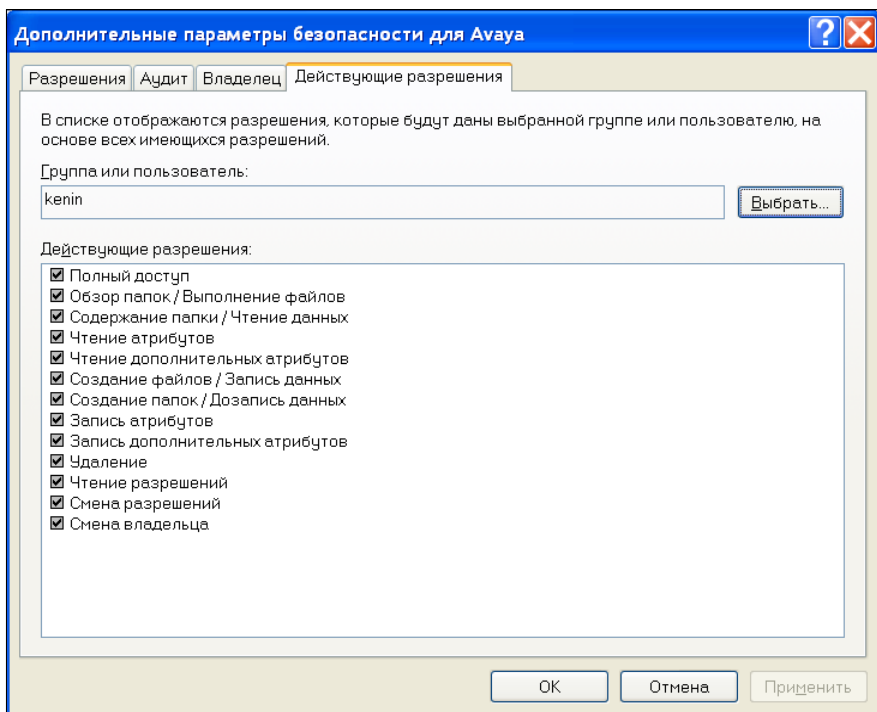 Дополнительные параметры безопасности для Avaya
Разрешения Аудит Владелец Действующие разрешения
В списке отображаются разрешения, которые будут даны выбранной группе или пользователю, на
основе всех имеющихся разрешений.
Группа или пользователь:
kenin Выбрать...
Действующие разрешения:
Полный доступ
Обзор папок / Выполнение файлов
Содержание папки / Чтение данных
Чтение атрибутов
Чтение дополнительных атрибутов
Создание файлов / Запись данных
Создание папок / Дозапись данных
Запись атрибутов
Запись дополнительных атрибутов
Удаление
Чтение разрешений
Смена разрешений
Смена владельца
ОК Отмена Применить